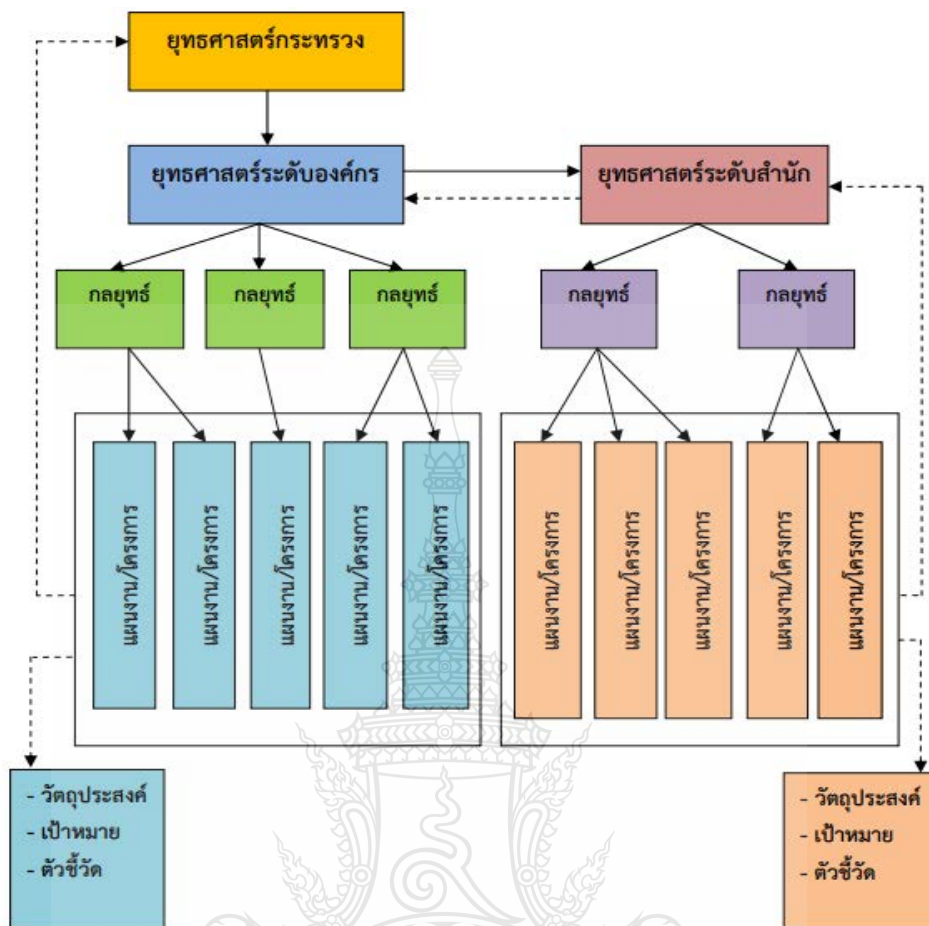 ยุทธศาสตร์กระทรวง
ยุทธศาสตร์ระดับองค์กร
ยุทธศาสตร์ระดับสำนัก
กลยุทธ์
กลยุทธ์
กลยุทธ์
กลยุทธ์
กลยุทธ์
แผนงาน/โครงการ
แผนงาน/โครงการ
แผนงาน/โครงการ
แผนงาน/โครงการ
แผนงาน/โครงการ
แผนงาน/โครงการ
แผนงาน/โครงการ
แผนงาน/โครงการ
แผนงาน/โครงการ
แผนงาน/โครงการ
- วัตถุประสงค์
- เป้าหมาย
- ตัวชี้วัด
- วัตถุประสงค์
- เป้าหมาย
- ตัวชี้วัด